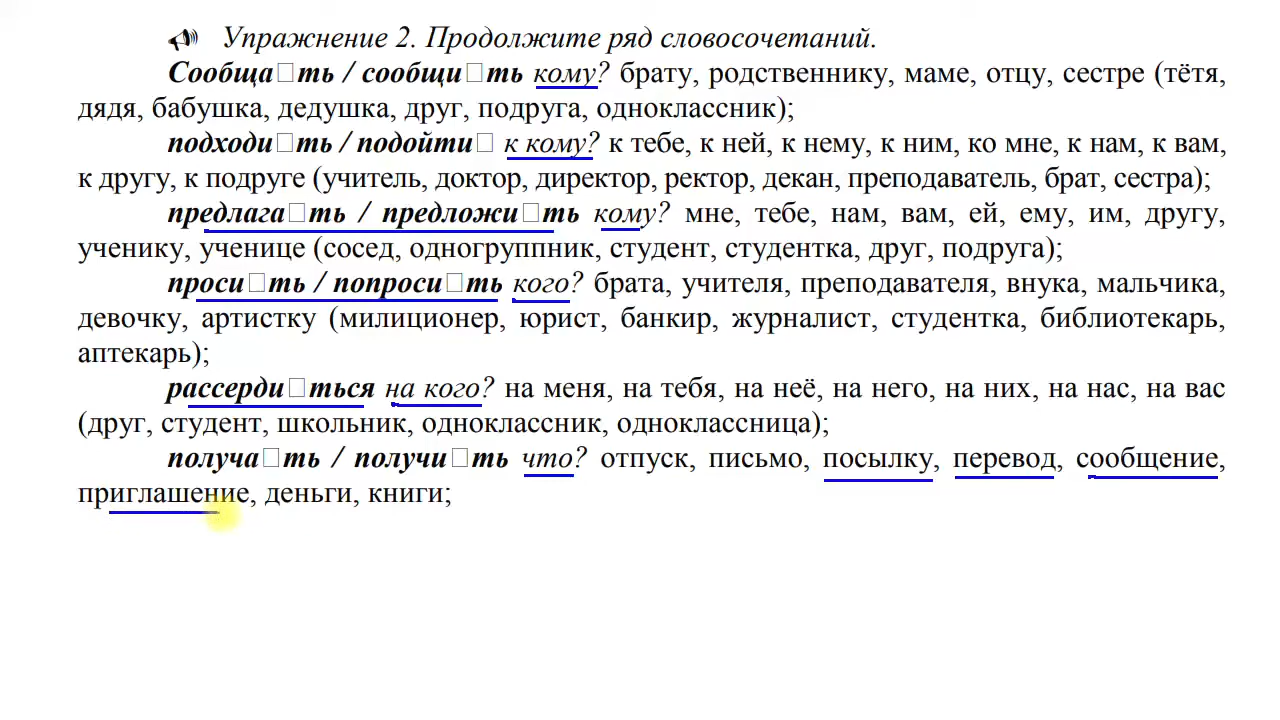 Упражнение 2. Продолжите ряд словосочетаний.
Сообща□ть / сообщи□ть кому? брату, родственнику, маме, отцу, сестре (тётя,
дядя, бабушка, дедушка, друг, подруга, одноклассник);
подходи□ть / подойти□ к кому? к тебе, к ней, к нему, к ним, ко мне, к нам, к вам,
к другу, к подруге (учитель, доктор, директор, ректор, декан, преподаватель, брат, сестра);
предлага□ть / предложи□ть кому? мне, тебе, нам, вам, ей, ему, им, другу,
ученику, ученице (сосед, одногруппник, студент, студентка, друг, подруга);
проси□ть / попроси□ть кого? брата, учителя, преподавателя, внука, мальчика,
девочку, артистку (милиционер, юрист, банкир, журналист, студентка, библиотекарь,
аптекарь);
рассерди□ться на кого? на меня, на тебя, на неё, на него, на них, на нас, на вас
(друг, студент, школьник, одноклассник, одноклассница);
получа□ть / получи□ть что? отпуск, письмо, посылку, перевод, сообщение,
приглашение, деньги, книги;